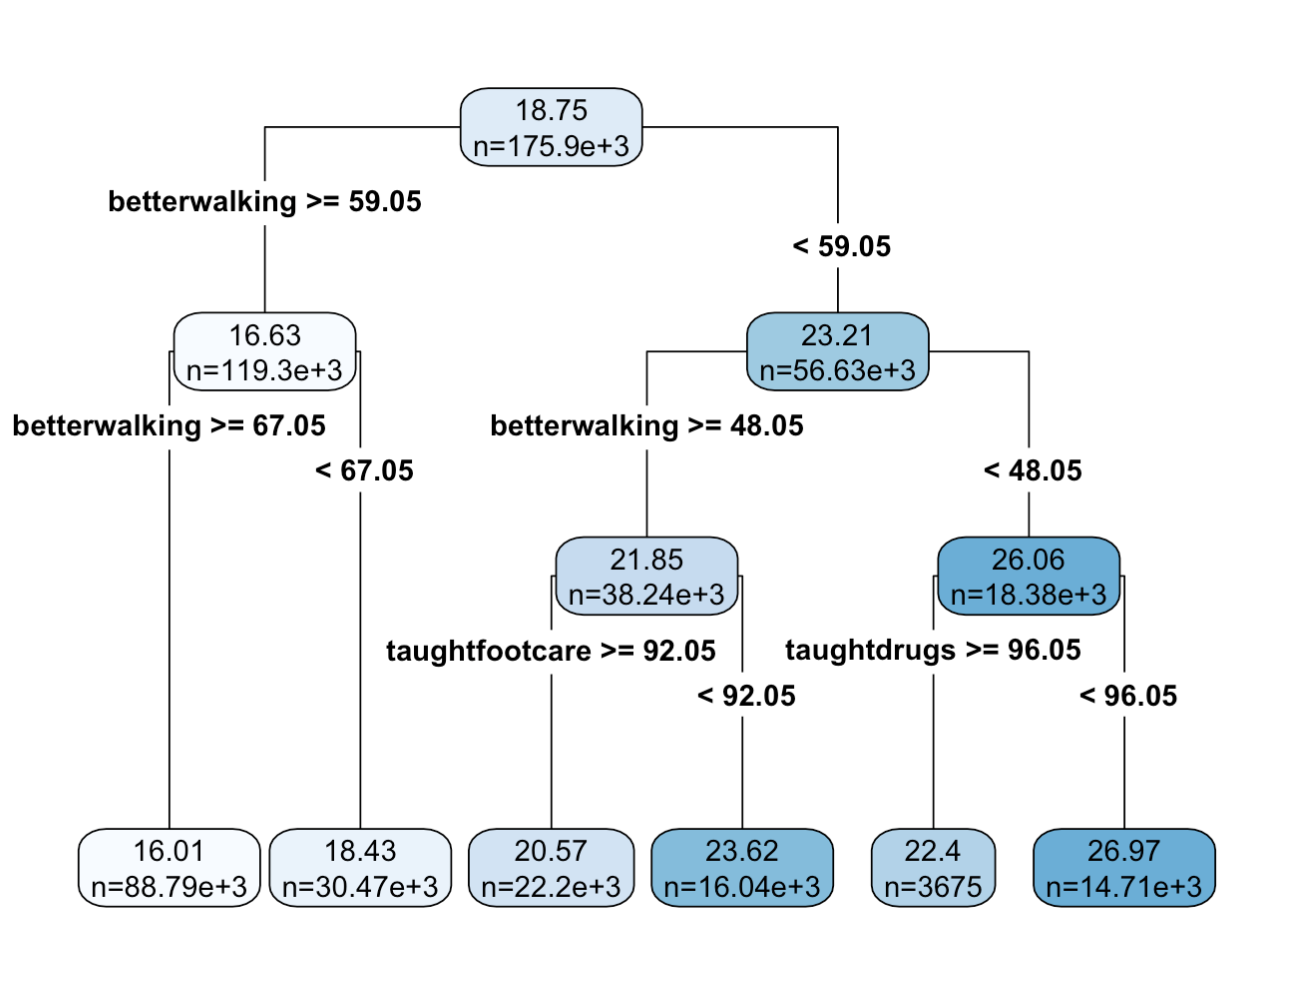 18.75
n=175.9e+3
betterwalking >= 59.05
< 59.05
16.63
n=119.3e+3
23.21
n=56.63e+3
betterwalking >= 67.05
< 67.05
betterwalking >= 48.05
< 48.05
21.85
n=38.24e+3
26.06
n=18.38e+3
taughtfootcare >= 92.05
< 92.05
taughtdrugs >= 96.05
< 96.05
16.01
n=88.79e+3
18.43
n=30.47e+3
20.57
n=22.2e+3
23.62
n=16.04e+3
22.4
n=3675
26.97
n=14.71e+3